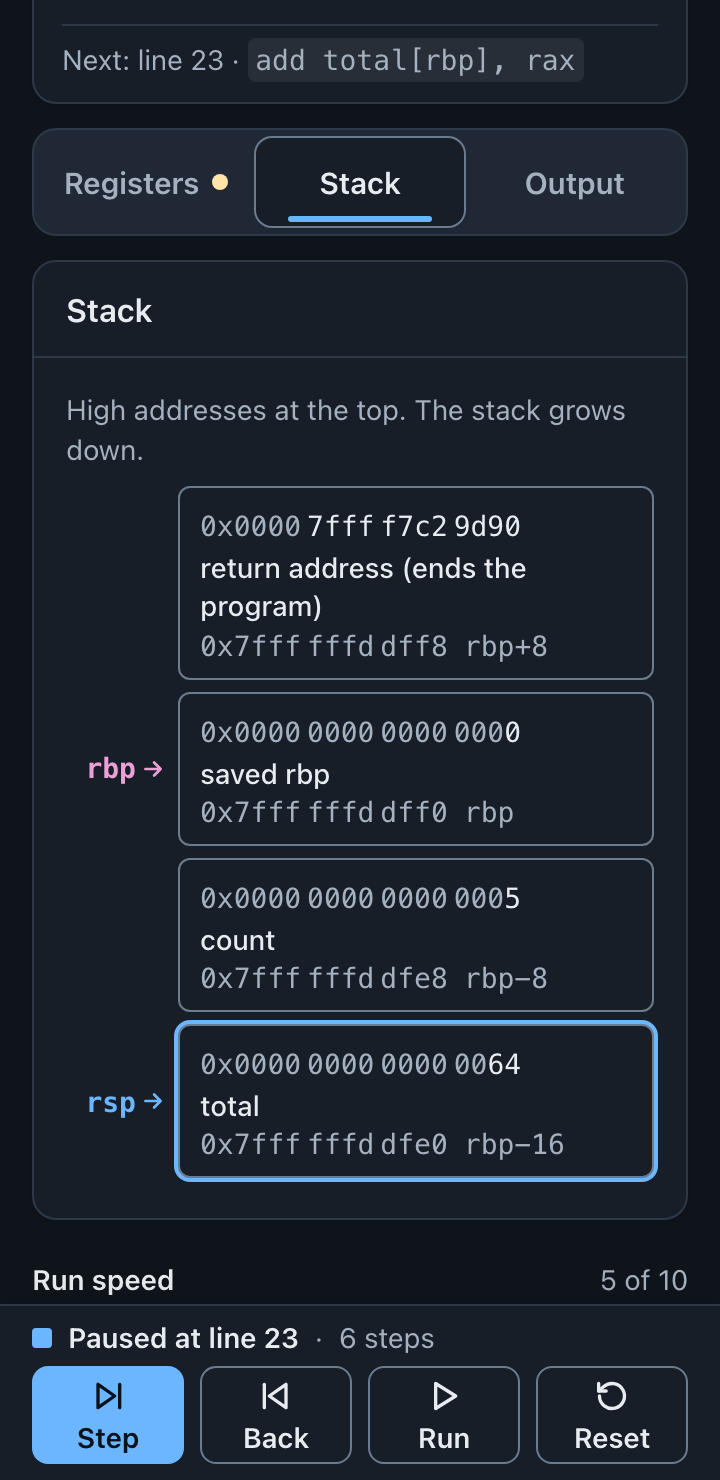 Next: line 23 · add total[rbp], rax
Registers Stack Output
Stack
High addresses at the top. The stack grows
down.
0x0000 7fff f7c2 9d90
return address (ends the
program)
0x7fff fffd dff8 rbp+8
0x0000 0000 0000 0000
rbp → saved rbp
0x7fff fffd dff0 rbp
0x0000 0000 0000 0005
count
0x7fff fffd dfe8 rbp−8
0x0000 0000 0000 0064
rsp → total
0x7fff fffd dfe0 rbp−16
Run speed 5 of 10
Paused at line 23 · 6 steps
Step Back Run Reset